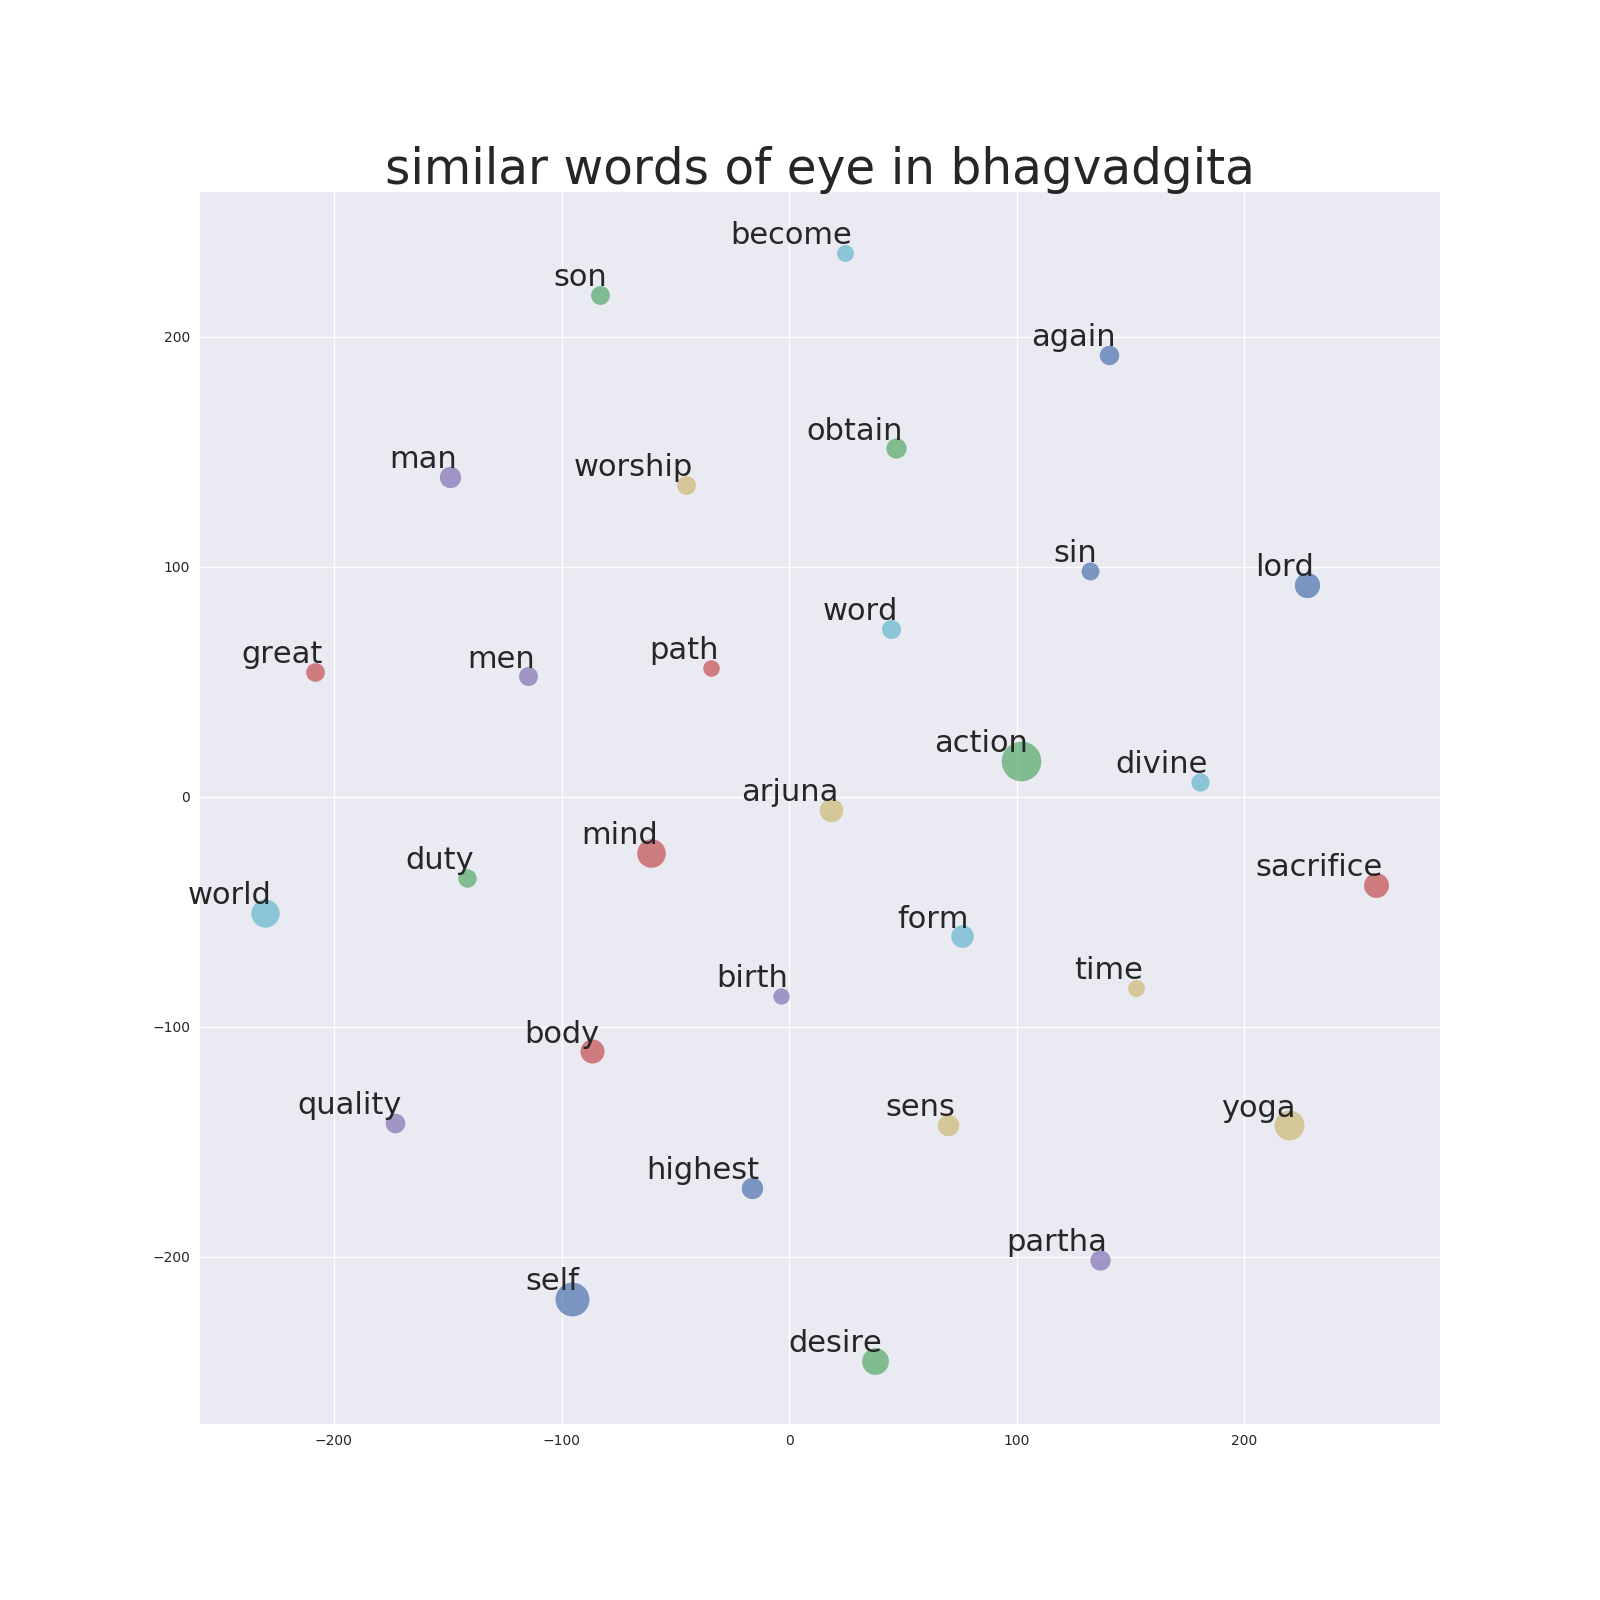 similar words of eye in bhagvadgita
become
son
200
again
obtain
man
worship
sin
100
lord
word
path
great
men
action
divine
arjuna
0
mind
duty
sacrifice
world
form
time
birth
−100
body
quality
sens
yoga
highest
partha
−200
self
desire
−200 −100 0 100 200